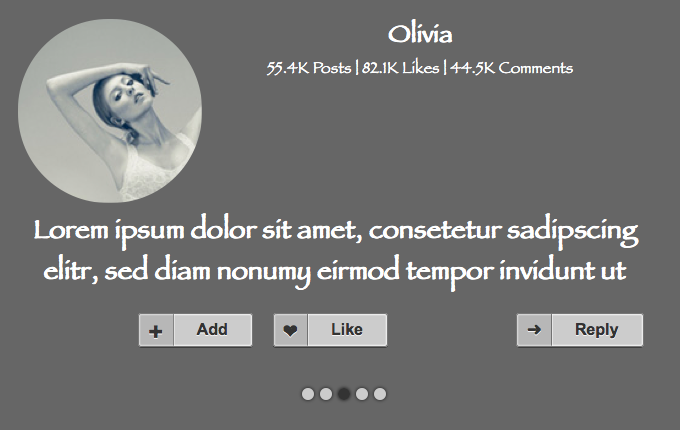 Olivia
55.4K Posts | 82.1K Likes | 44.5K Comments
Lorem ipsum dolor sit amet, consetetur sadipscing
elitr, sed diam nonumy eirmod tempor invidunt ut
Add Like Reply